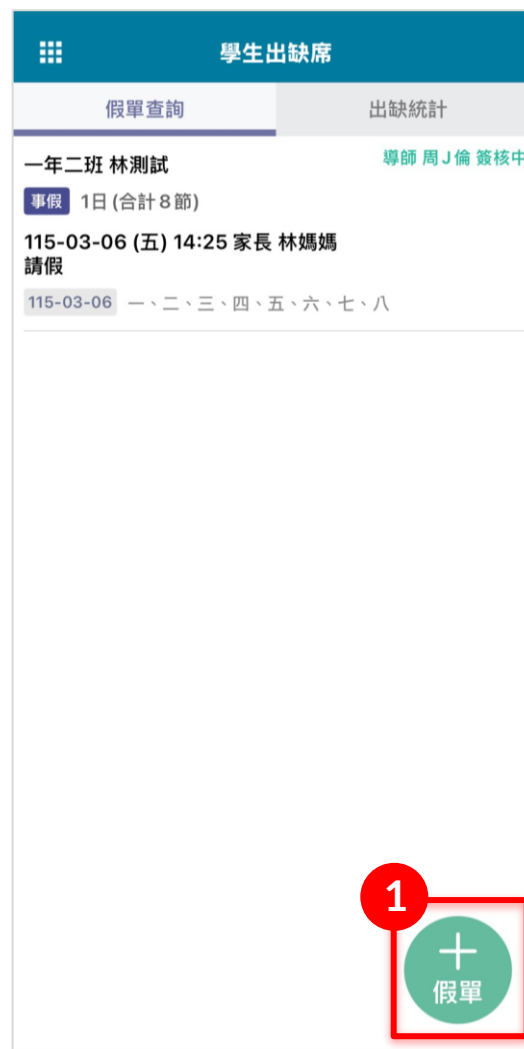 學生出缺席
假單查詢
出缺統計
一年二班 林測試
導師 周J倫 簽核中
事假 1日 (合計8節)
115-03-06 (五) 14:25 家長 林媽媽
請假
115-03-06 一、二、三、四、五、六、七、八
1
假單